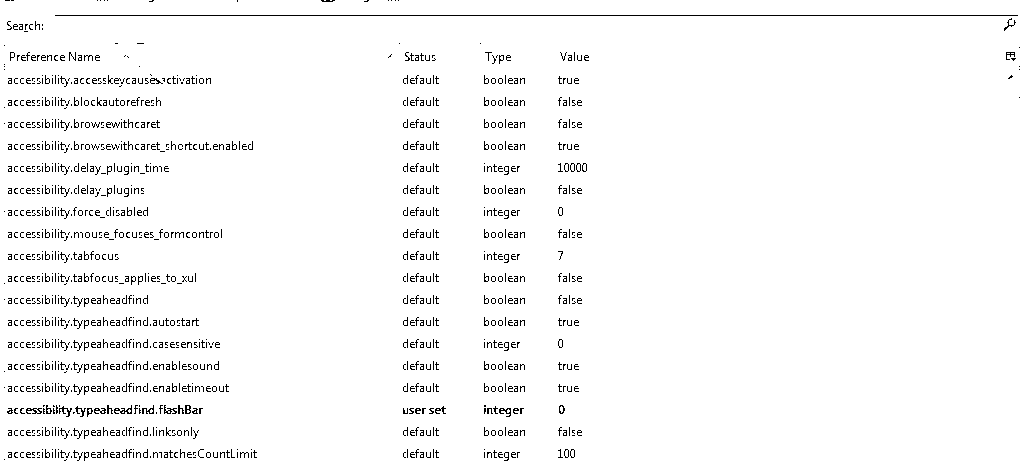 Search:
Preference Name Status Type Value
accessibility.accesskeycausesactivation default boolean true
accessibility.blockautorefresh default boolean false
accessibility.browsewithcaret default boolean false
accessibility.browsewithcaret_shortcut.enabled default boolean true
accessibility.delay_plugin_time default integer 10000
accessibility.delay_plugins default boolean false
accessibility.force_disabled default integer 0
accessibility.mouse_focuses_formcontrol default boolean false
accessibility.tabfocus default integer 7
accessibility.tabfocus_applies_to_xul default boolean false
accessibility.typeaheadfind default boolean false
accessibility.typeaheadfind.autostart default boolean true
accessibility.typeaheadfind.casesensitive default integer 0
accessibility.typeaheadfind.enablesound default boolean true
accessibility.typeaheadfind.enabletimeout default boolean true
accessibility.typeaheadfind.flashBar user set integer 0
accessibility.typeaheadfind.linksonly default boolean false
accessibility.typeaheadfind.matchesCountLimit default integer 100